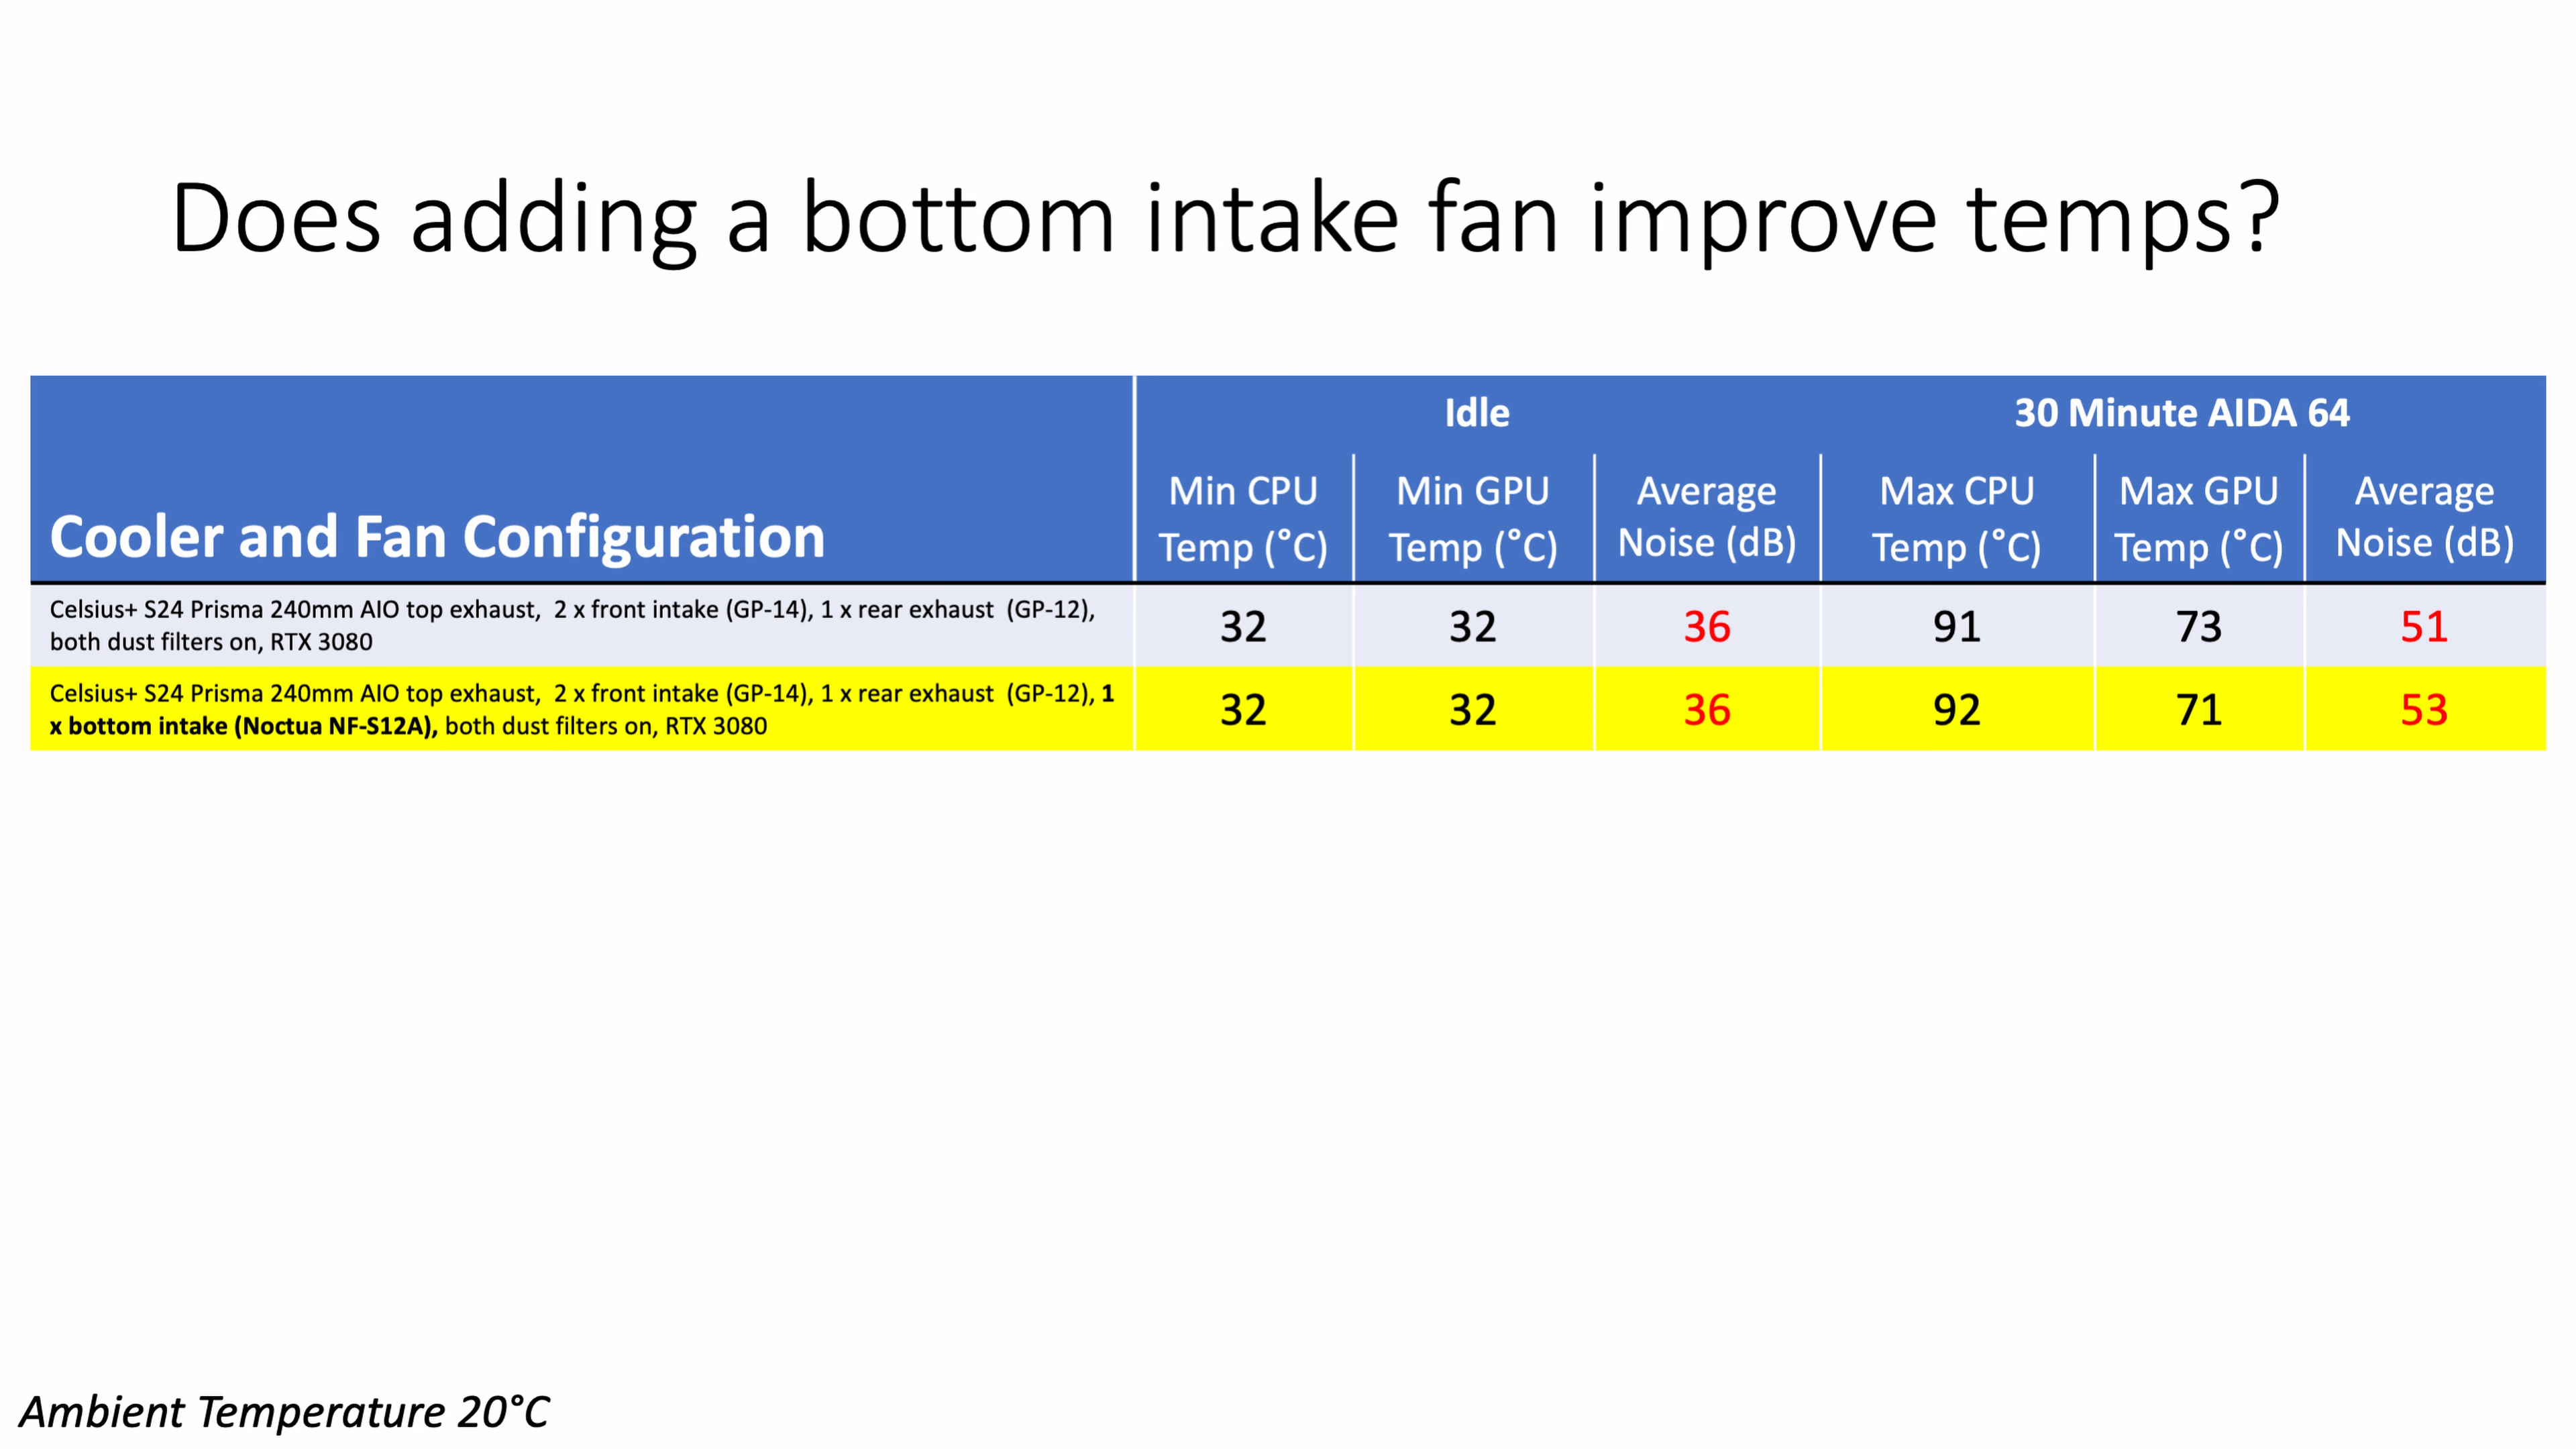 Does adding a bottom intake fan improve temps?
Idle
30 Minute AIDA 64
Cooler and Fan Configuration
Min CPU
Temp (°C)
Min GPU
Temp (°C)
Average
Noise (dB)
Max CPU
Temp (°C)
Max GPU
Temp (°C)
Average
Noise (dB)
Celsius+ S24 Prisma 240mm AIO top exhaust, 2 x front intake (GP-14), 1 x rear exhaust (GP-12),
both dust filters on, RTX 3080
32
32
36
91
73
51
Celsius+ S24 Prisma 240mm AIO top exhaust, 2 x front intake (GP-14), 1 x rear exhaust (GP-12), 1
x bottom intake (Noctua NF-S12A), both dust filters on, RTX 3080
32
32
36
92
71
53
Ambient Temperature 20°C